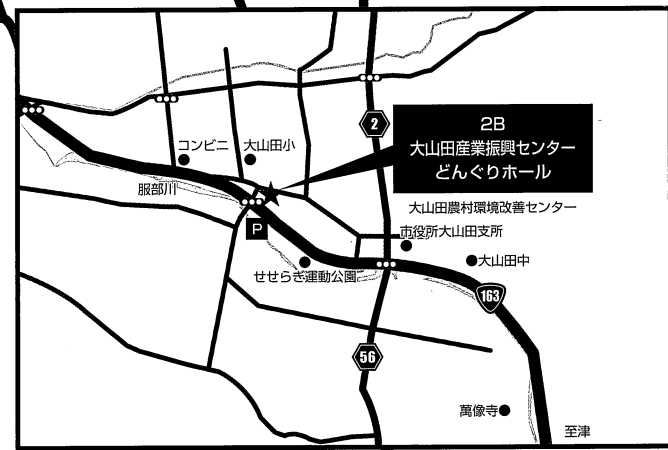 2
2B
大山田産業振興センター
どんぐりホール
コンビニ
大山田小
服部川
大山田農村環境改善センター
市役所大山田支所
P
大山田中
せせらぎ運動公園
163
56
萬像寺
至津